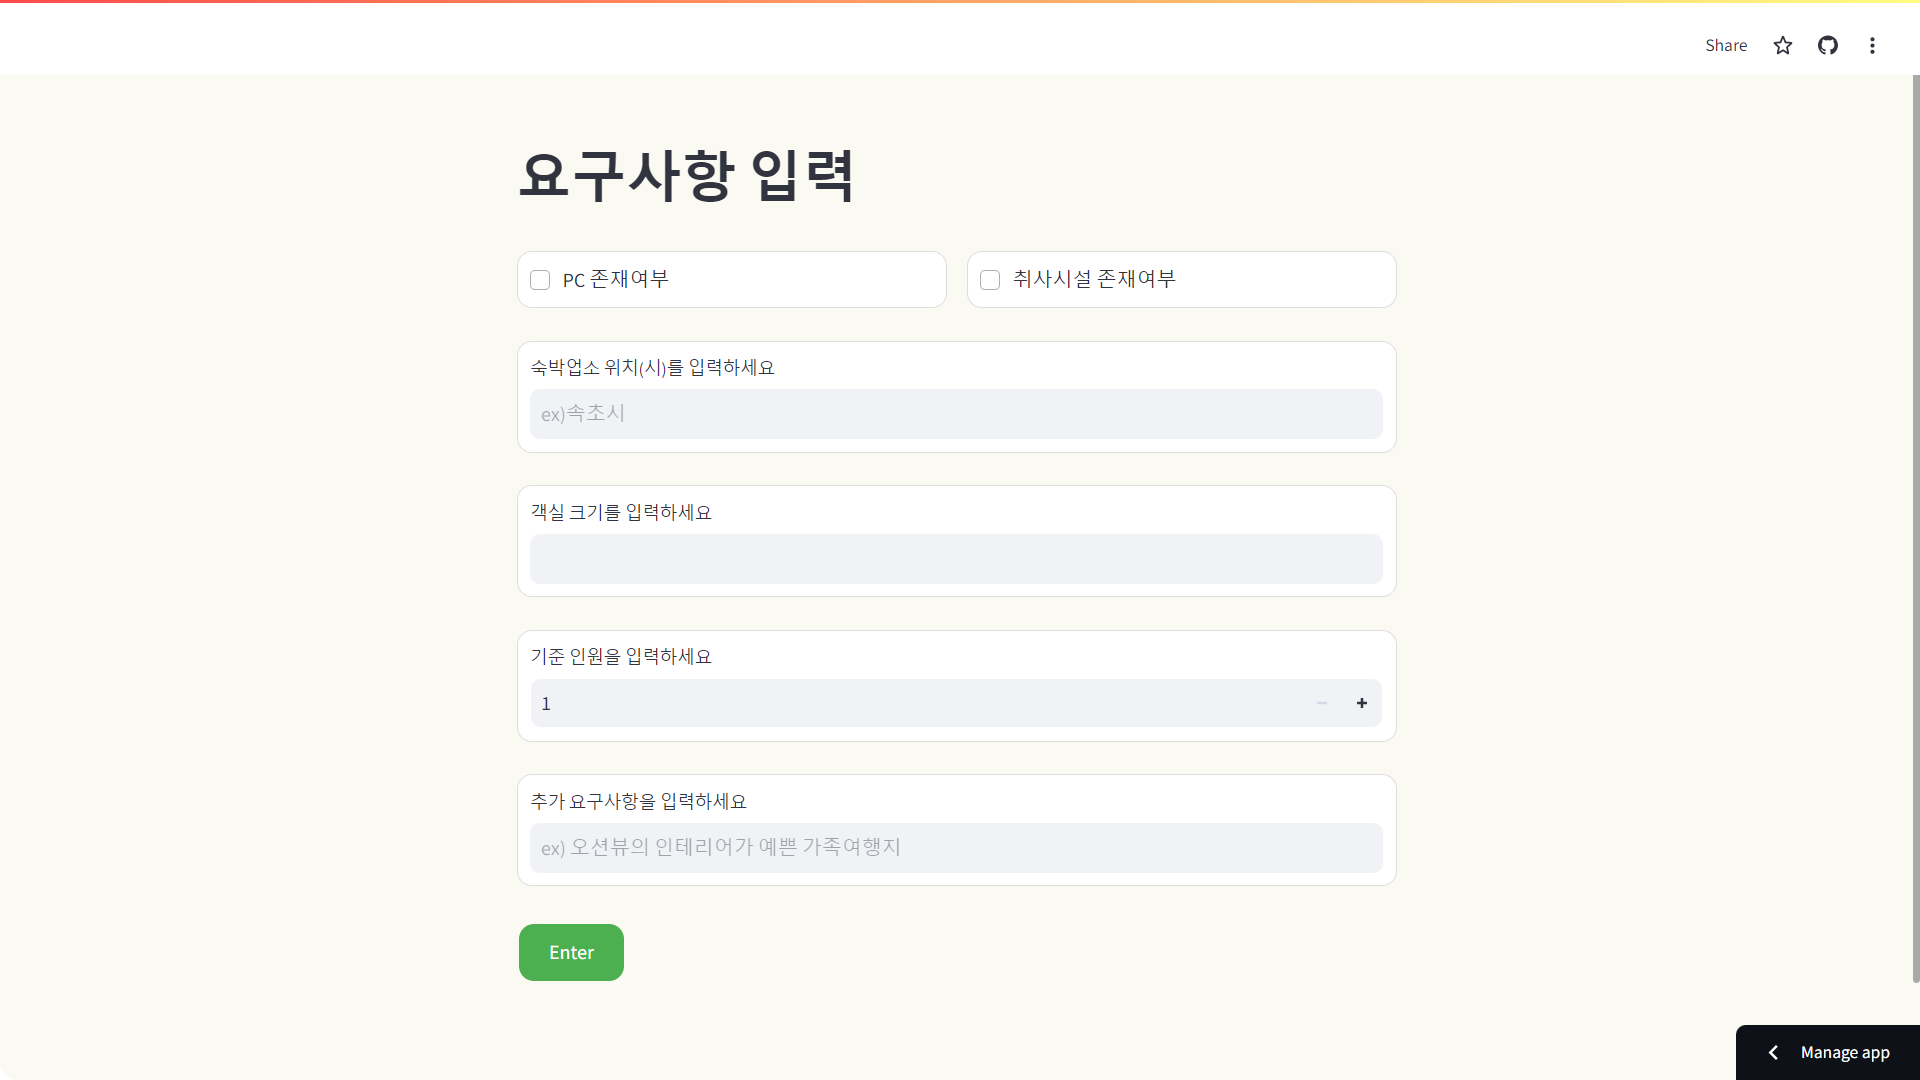 Share
요구사항 입력
PC 존재여부
취사시설 존재여부
숙박업소 위치(시)를 입력하세요
ex)속초시
객실 크기를 입력하세요
기준 인원을 입력하세요
1
추가 요구사항을 입력하세요
ex) 오션뷰의 인테리어가 예쁜 가족여행지
Enter
Manage app